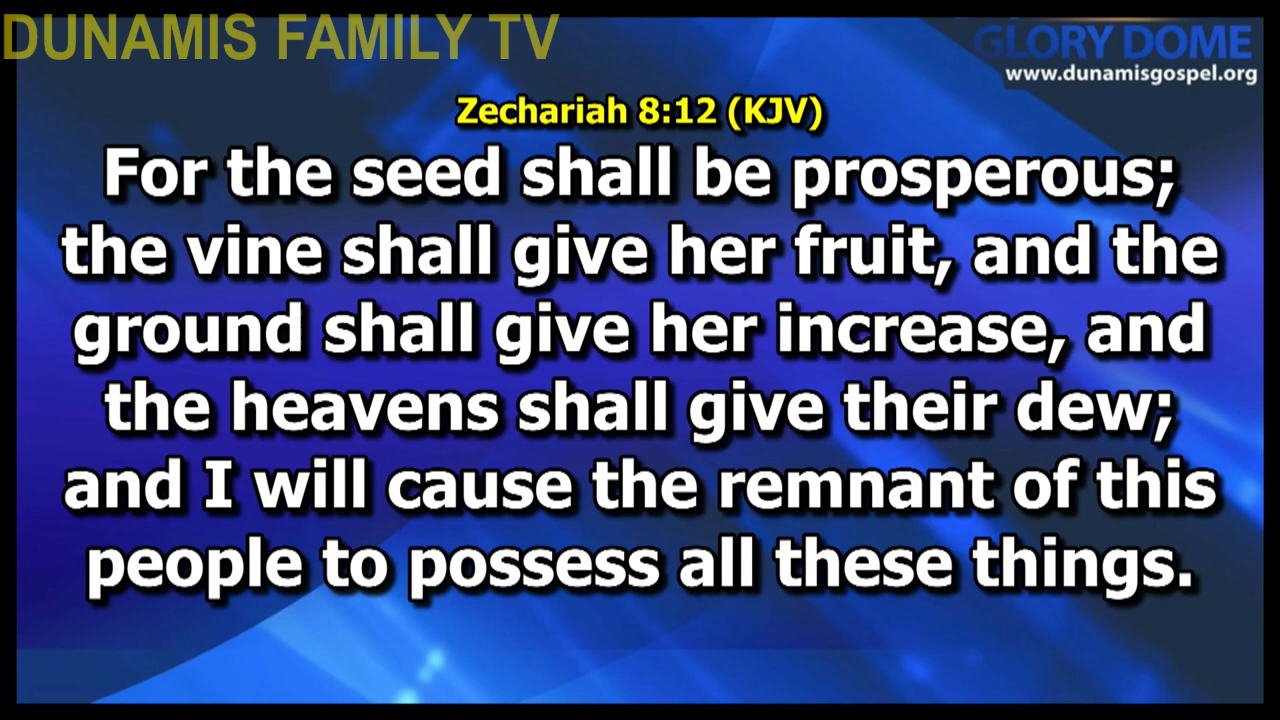 DUNAMIS FAMILY TV
GLORY DOME
www.dunamisgospel.org
Zechariah 8:12 (KJV)
For the seed shall be prosperous;
the vine shall give her fruit, and the
ground shall give her increase, and
the heavens shall give their dew;
and I will cause the remnant of this
people to possess all these things.